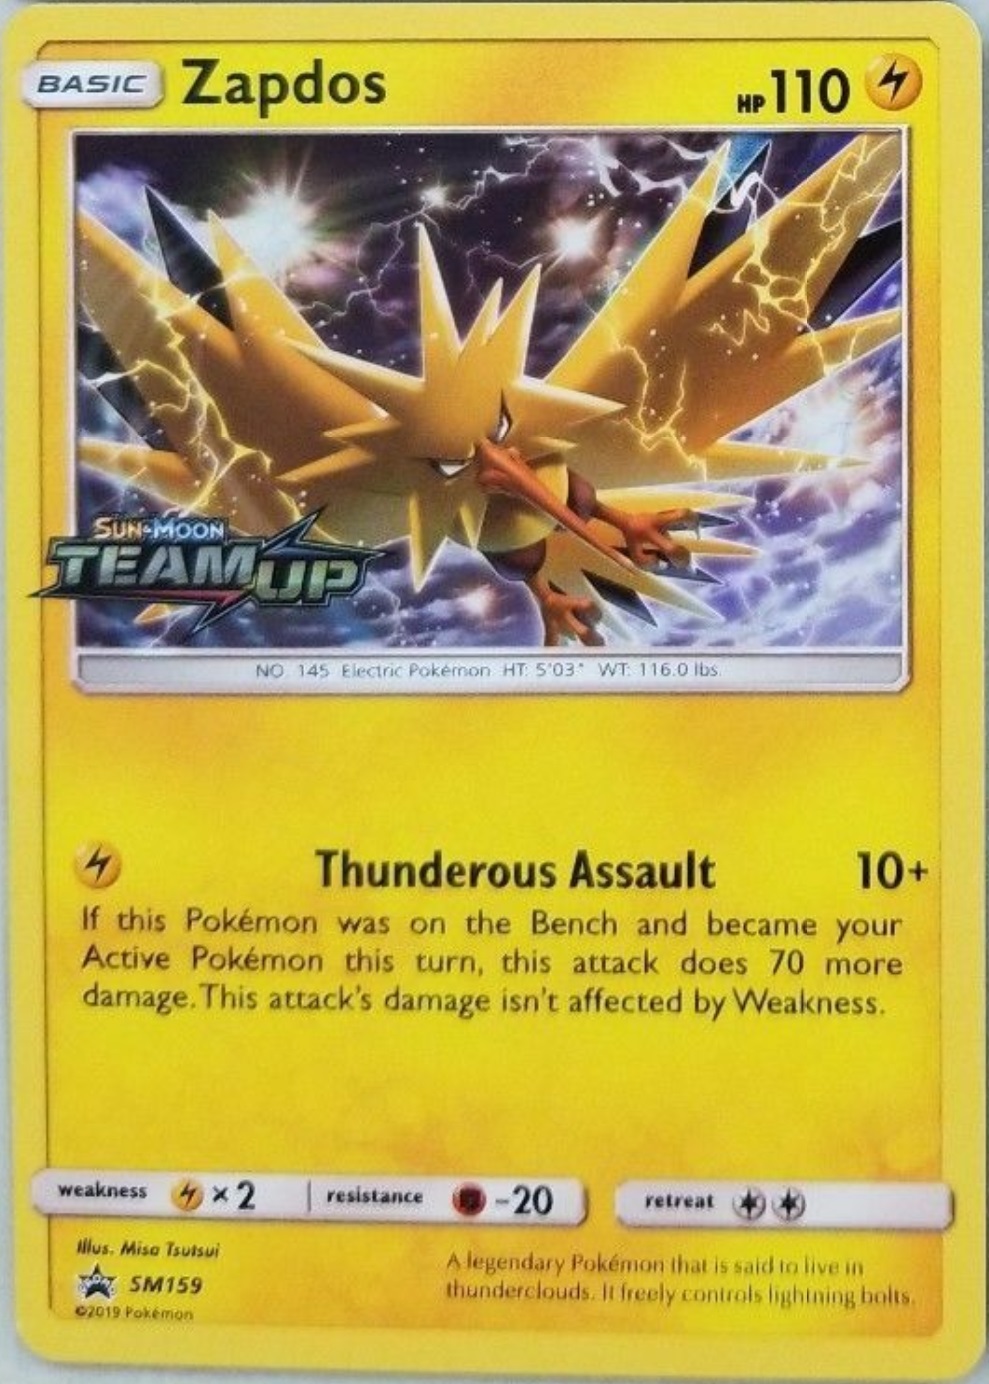 BASIC Zapdos HP 110
SUN & MOON
TEAM UP
NO. 145 Electric Pokémon HT: 5'03" WT: 116.0 lbs.
Thunderous Assault 10+
If this Pokémon was on the Bench and became your
Active Pokémon this turn, this attack does 70 more
damage. This attack's damage isn't affected by Weakness.
weakness ×2 resistance -20 retreat
Illus. Misa Tsutsui
SM159
©2019 Pokémon
A legendary Pokémon that is said to live in
thunderclouds. It freely controls lightning bolts.